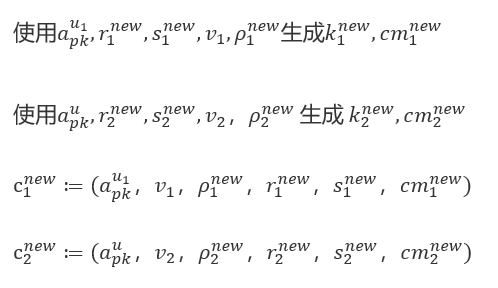 使用$a_{pk}^{u_1}, r_1^{new}, s_1^{new}, v_1, \rho_1^{new}$生成$k_1^{new}, cm_1^{new}$
使用$a_{pk}^{u}, r_2^{new}, s_2^{new}, v_2，\rho_2^{new}$ 生成 $k_2^{new}, cm_2^{new}$
$c_1^{new} := (a_{pk}^{u_1}，v_1，\rho_1^{new}，r_1^{new}，s_1^{new}，cm_1^{new})$
$c_2^{new} := (a_{pk}^{u}，v_2，\rho_2^{new}，r_2^{new}，s_2^{new}，cm_2^{new})$